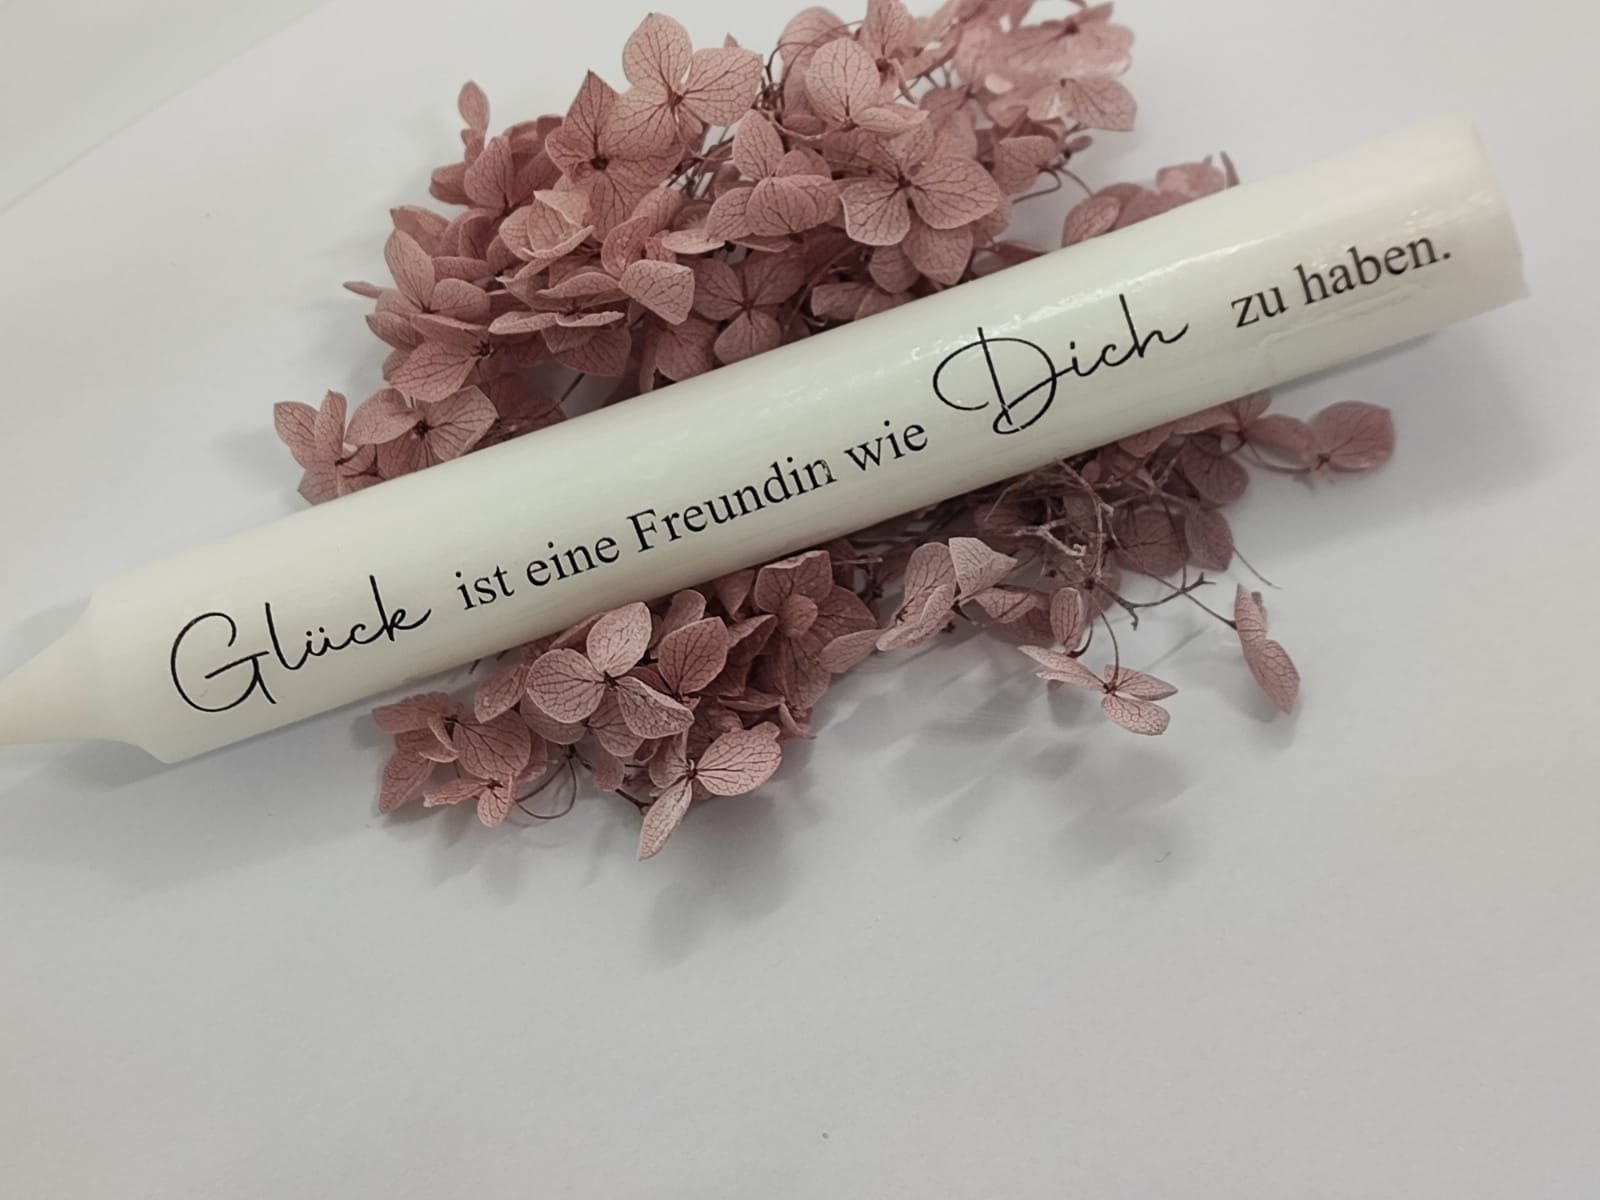 Glück ist eine Freundin wie Dich zu haben.